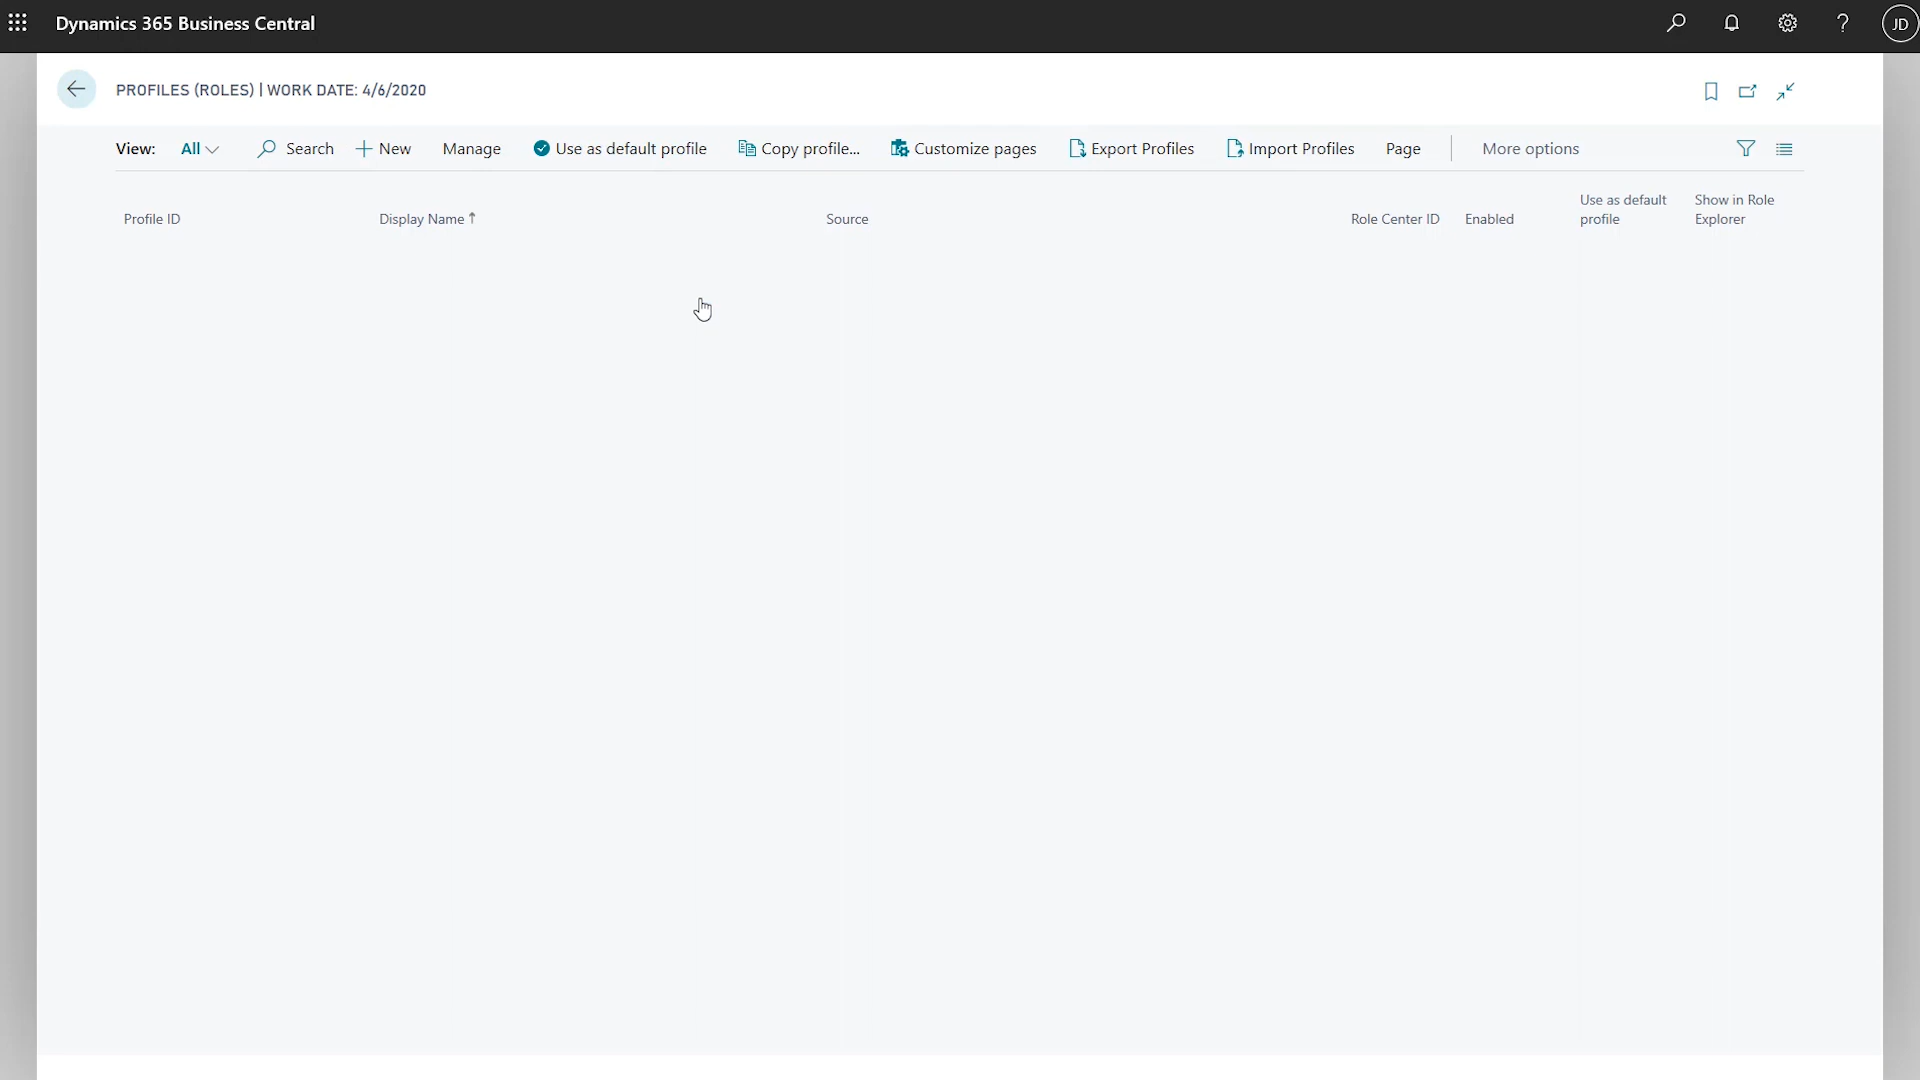 Dynamics 365 Business Central
JD
PROFILES (ROLES) | WORK DATE: 4/6/2020
View: All Search New Manage Use as default profile Copy profile... Customize pages Export Profiles Import Profiles Page More options
Profile ID Display Name ↑ Source Role Center ID Enabled Use as default profile Show in Role Explorer